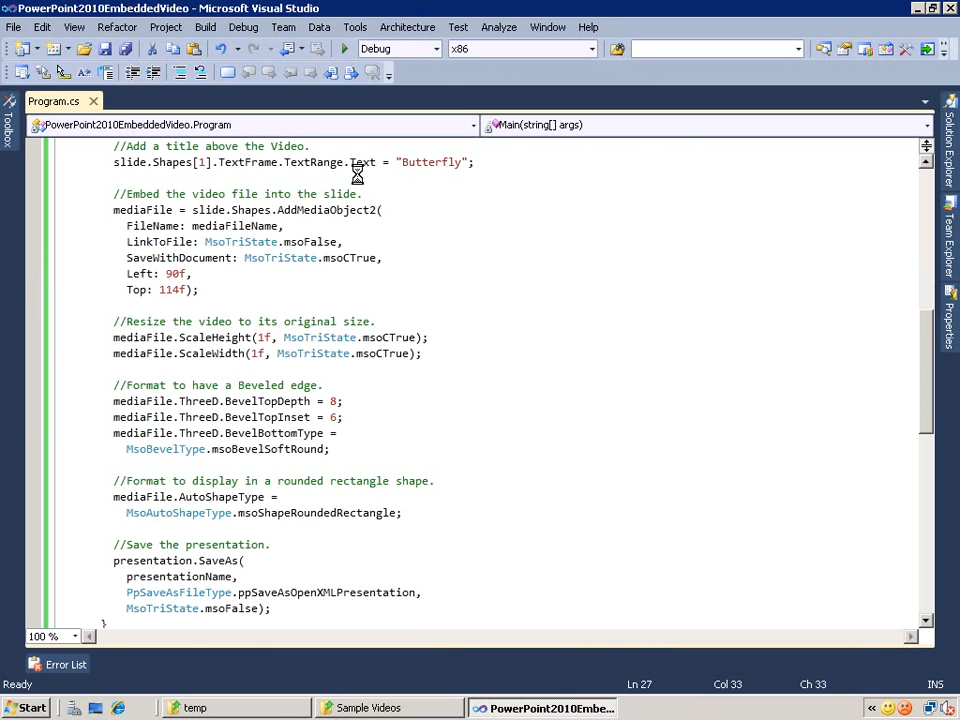 PowerPoint2010EmbeddedVideo - Microsoft Visual Studio
File Edit View Refactor Project Build Debug Team Data Tools Architecture Test Analyze Window Help
Debug x86
Program.cs
PowerPoint2010EmbeddedVideo.Program Main(string[] args)
//Add a title above the Video.
slide.Shapes[1].TextFrame.TextRange.Text = "Butterfly";
//Embed the video file into the slide.
mediaFile = slide.Shapes.AddMediaObject2(
FileName: mediaFileName,
LinkToFile: MsoTriState.msoFalse,
SaveWithDocument: MsoTriState.msoCTrue,
Left: 90f,
Top: 114f);
//Resize the video to its original size.
mediaFile.ScaleHeight(1f, MsoTriState.msoCTrue);
mediaFile.ScaleWidth(1f, MsoTriState.msoCTrue);
//Format to have a Beveled edge.
mediaFile.ThreeD.BevelTopDepth = 8;
mediaFile.ThreeD.BevelTopInset = 6;
mediaFile.ThreeD.BevelBottomType =
MsoBevelType.msoBevelSoftRound;
//Format to display in a rounded rectangle shape.
mediaFile.AutoShapeType =
MsoAutoShapeType.msoShapeRoundedRectangle;
//Save the presentation.
presentation.SaveAs(
presentationName,
PpSaveAsFileType.ppSaveAsOpenXMLPresentation,
MsoTriState.msoFalse);
}
Toolbox
Solution Explorer
Team Explorer
Properties
100 %
Error List
Ready Ln 27 Col 33 Ch 33 INS
Start temp Sample Videos PowerPoint2010Embe...